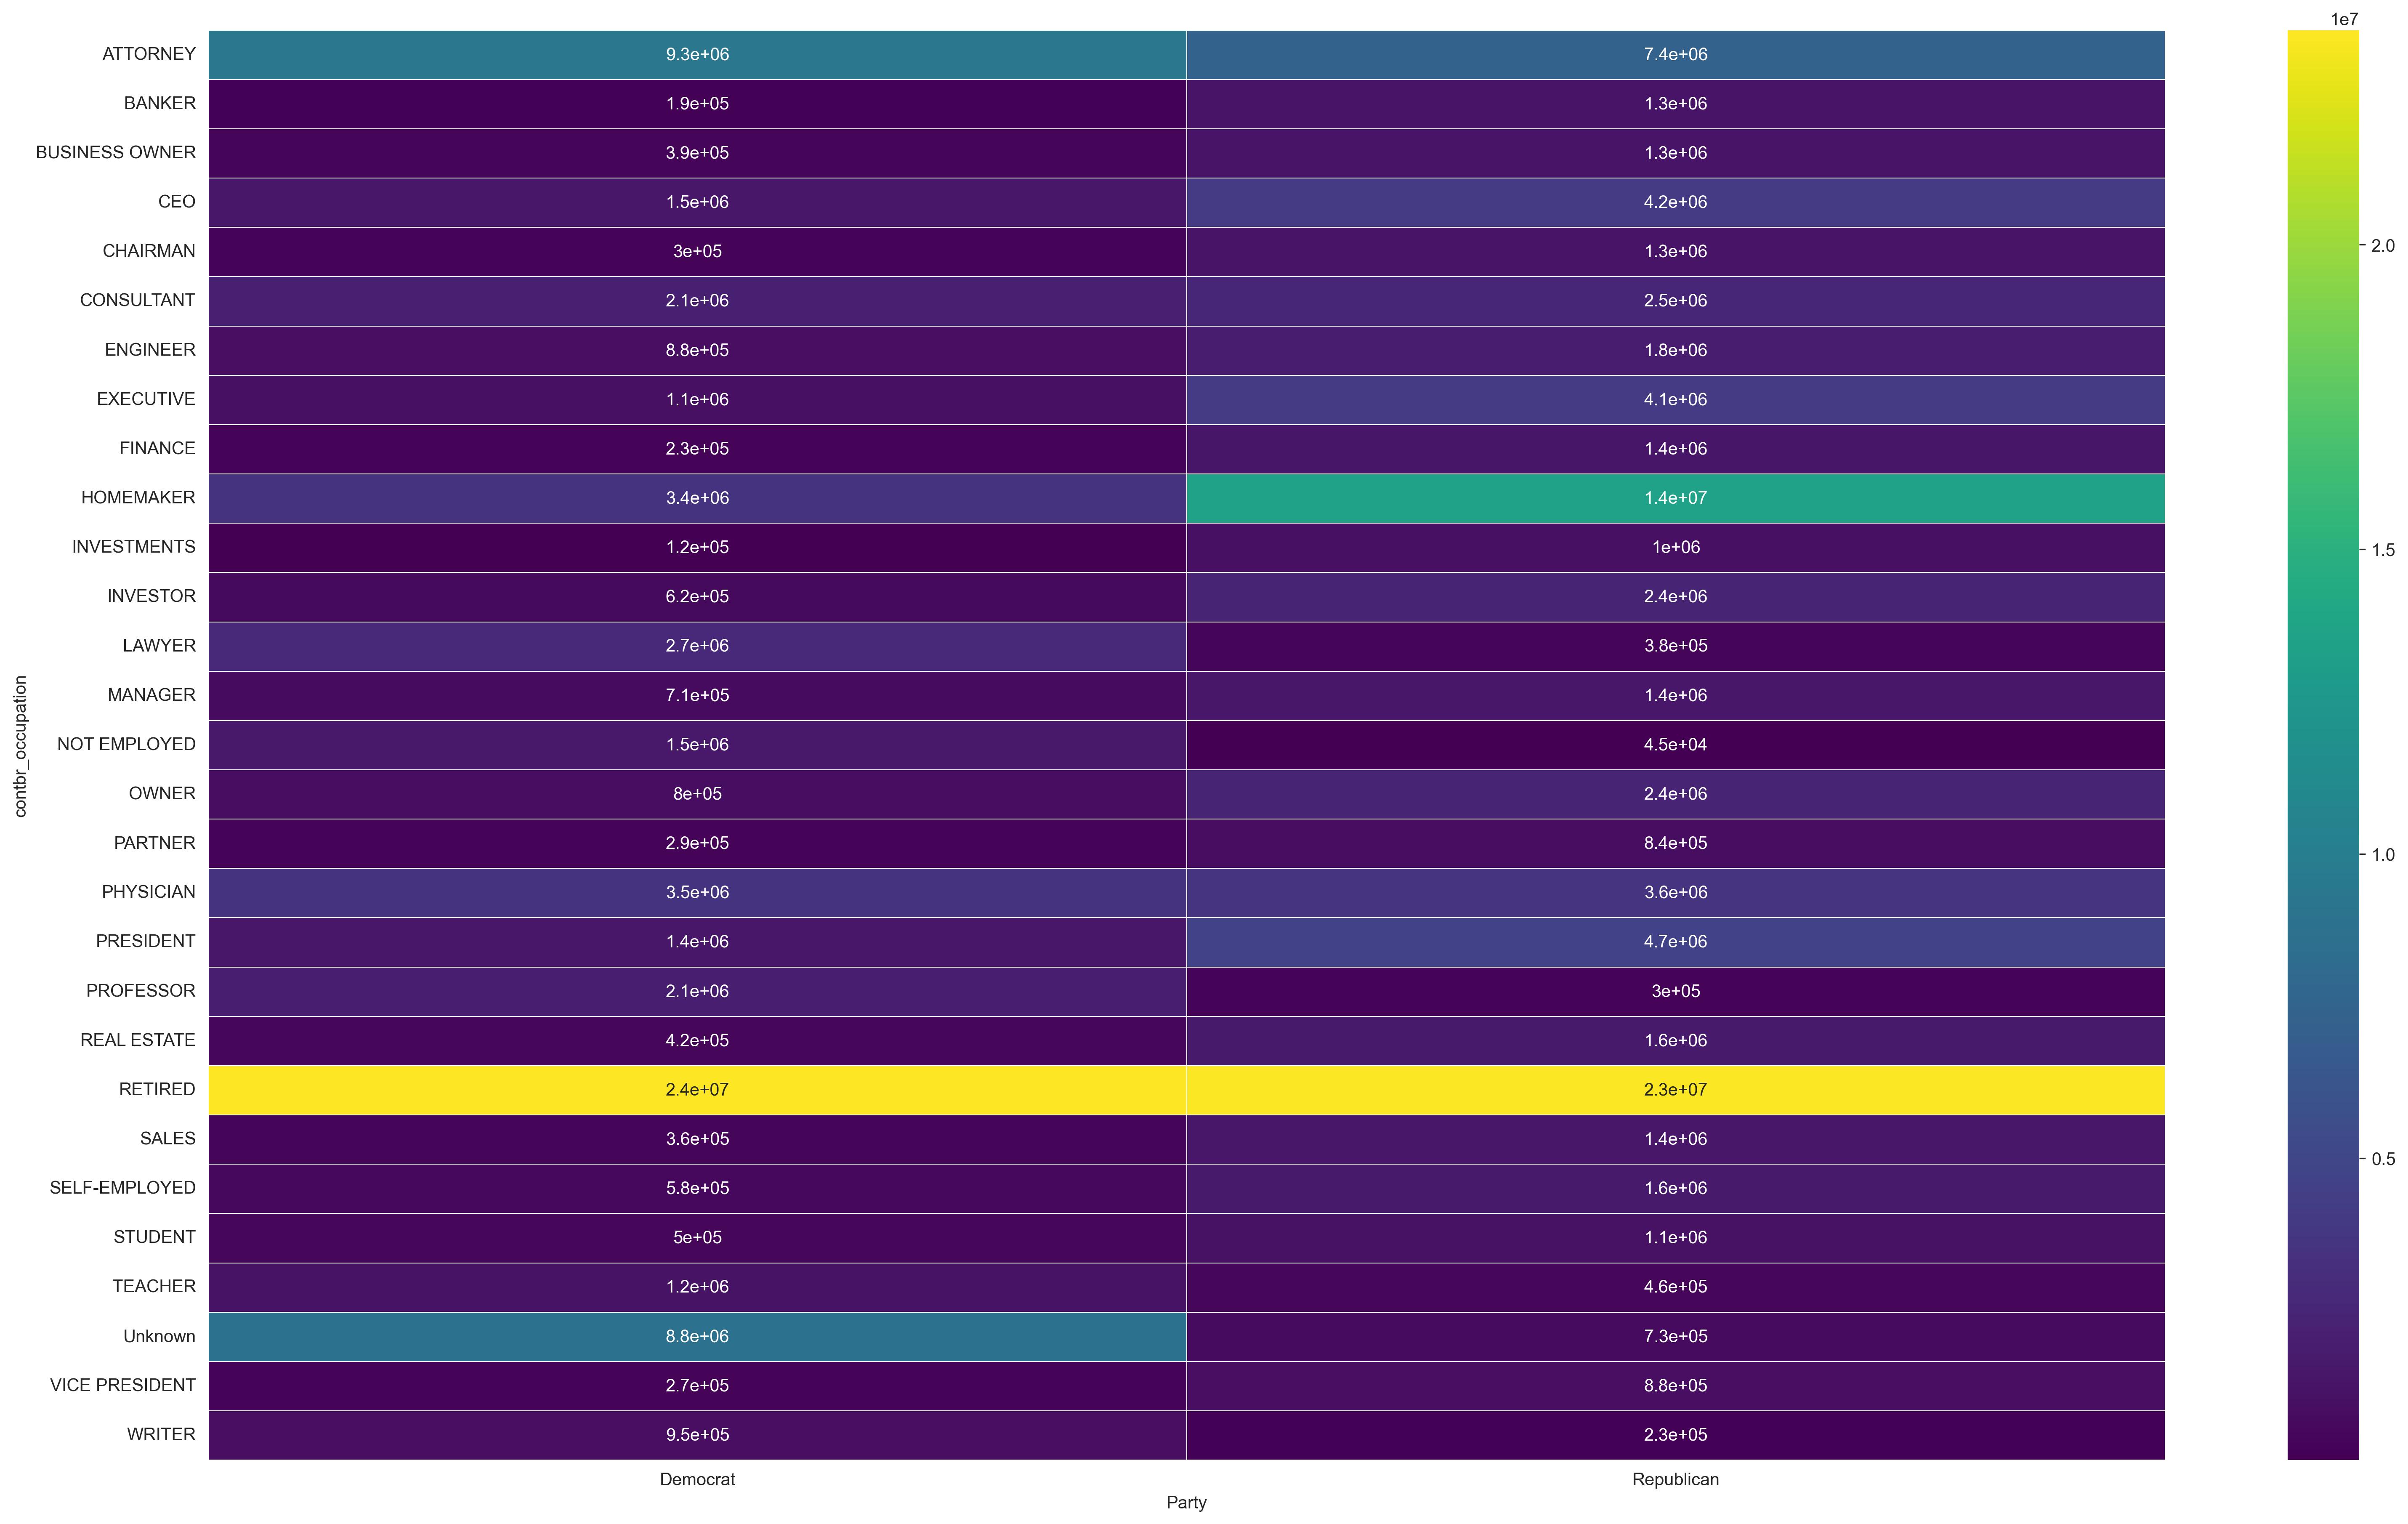 1e7
ATTORNEY 9.3e+06 7.4e+06
BANKER 1.9e+05 1.3e+06
BUSINESS OWNER 3.9e+05 1.3e+06
CEO 1.5e+06 4.2e+06
2.0
CHAIRMAN 3e+05 1.3e+06
CONSULTANT 2.1e+06 2.5e+06
ENGINEER 8.8e+05 1.8e+06
EXECUTIVE 1.1e+06 4.1e+06
FINANCE 2.3e+05 1.4e+06
HOMEMAKER 3.4e+06 1.4e+07
INVESTMENTS 1.2e+05 1e+06
1.5
INVESTOR 6.2e+05 2.4e+06
LAWYER 2.7e+06 3.8e+05
MANAGER 7.1e+05 1.4e+06
contbr_occupation
NOT EMPLOYED 1.5e+06 4.5e+04
OWNER 8e+05 2.4e+06
PARTNER 2.9e+05 8.4e+05
1.0
PHYSICIAN 3.5e+06 3.6e+06
PRESIDENT 1.4e+06 4.7e+06
PROFESSOR 2.1e+06 3e+05
REAL ESTATE 4.2e+05 1.6e+06
RETIRED 2.4e+07 2.3e+07
SALES 3.6e+05 1.4e+06
0.5
SELF-EMPLOYED 5.8e+05 1.6e+06
STUDENT 5e+05 1.1e+06
TEACHER 1.2e+06 4.6e+05
Unknown 8.8e+06 7.3e+05
VICE PRESIDENT 2.7e+05 8.8e+05
WRITER 9.5e+05 2.3e+05
Democrat Republican
Party